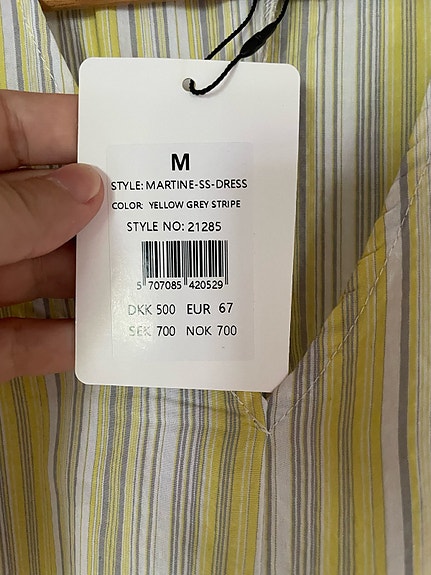 M
STYLE: MARTINE-SS-DRESS
COLOR: YELLOW GREY STRIPE
STYLE NO: 21285
5 707085 420529
DKK 500 EUR 67
SEK 700 NOK 700